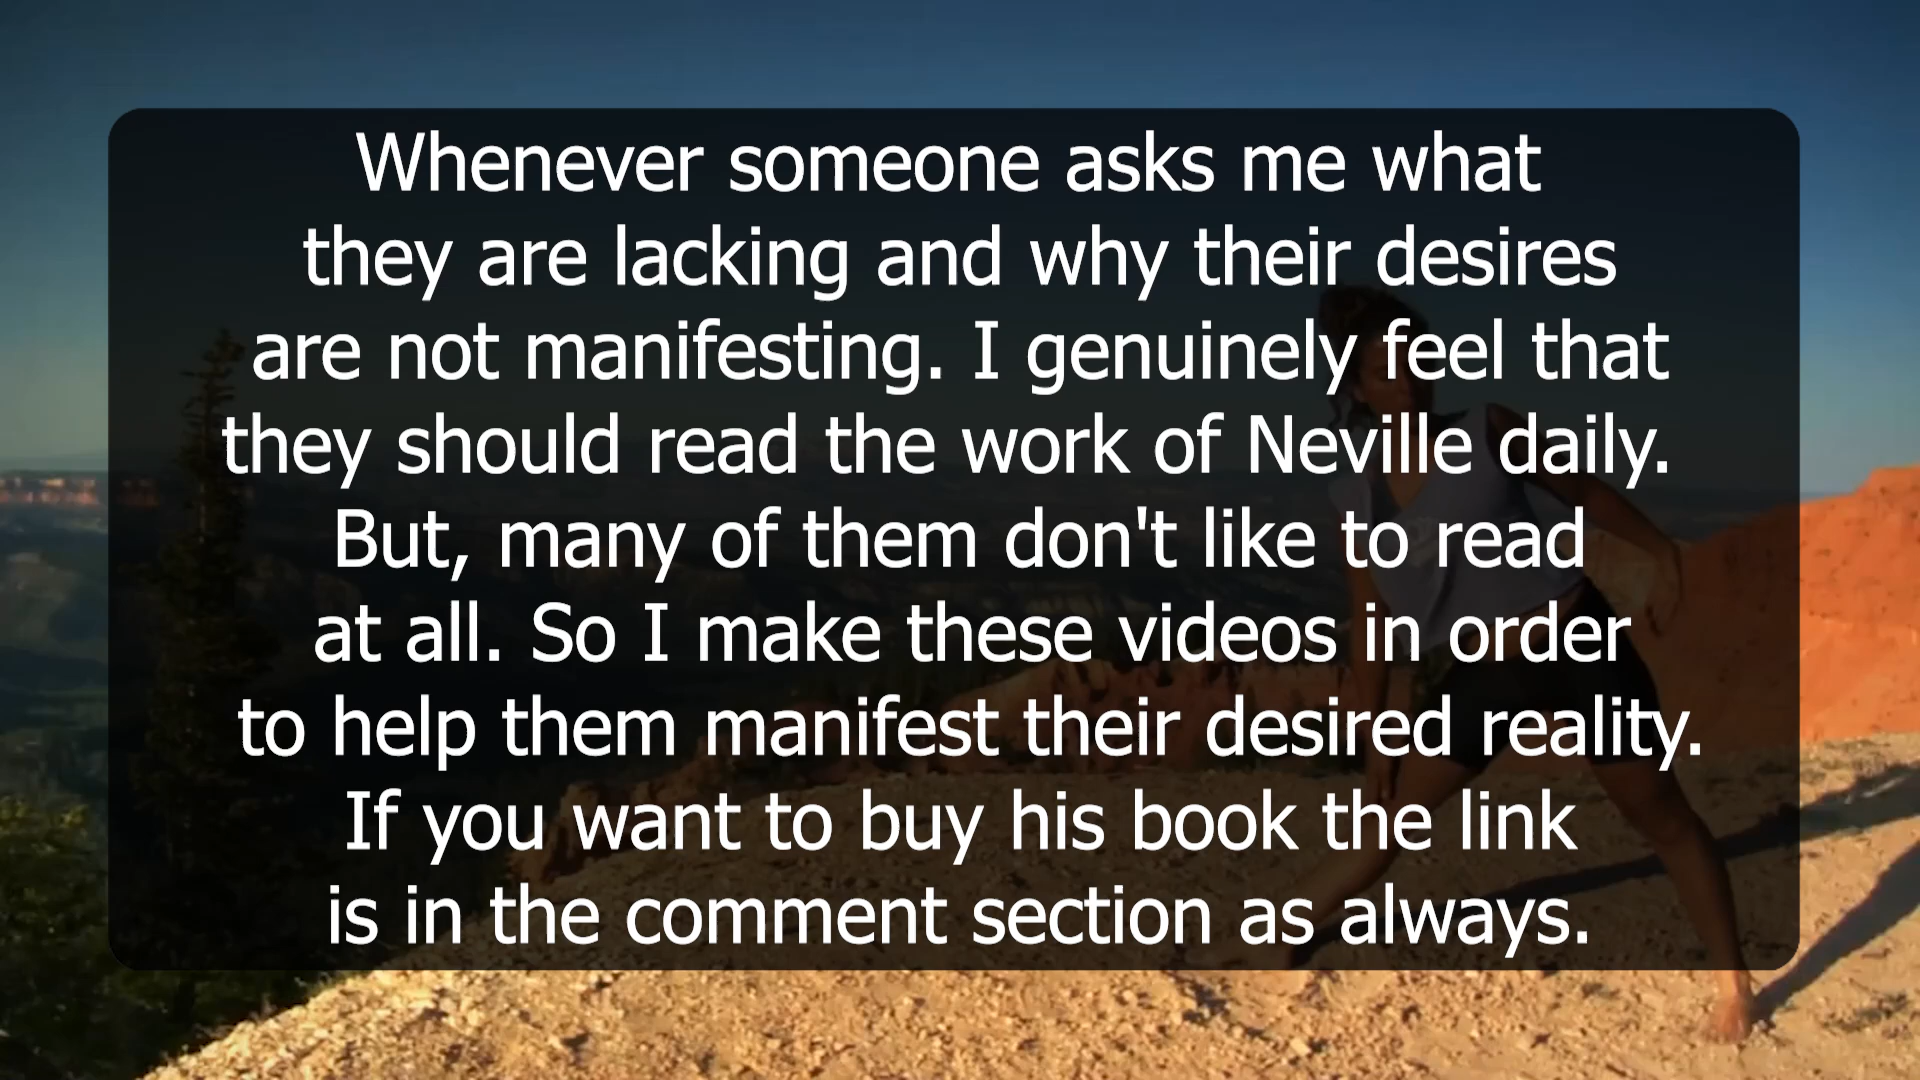 Whenever someone asks me what
they are lacking and why their desires
are not manifesting. I genuinely feel that
they should read the work of Neville daily.
But, many of them don't like to read
at all. So I make these videos in order
to help them manifest their desired reality.
If you want to buy his book the link
is in the comment section as always.